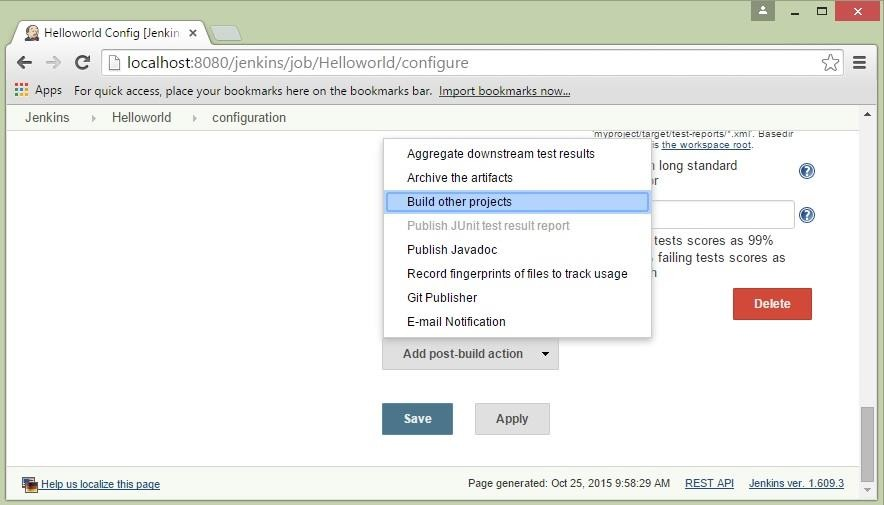 Helloworld Config [Jenkin
localhost:8080/jenkins/job/Helloworld/configure
Apps For quick access, place your bookmarks here on the bookmarks bar. Import bookmarks now...
Jenkins Helloworld configuration
'myproject/target/test-reports/*.xml'. Basedir
is the workspace root.
Aggregate downstream test results
n long standard
Archive the artifacts
or
Build other projects
Publish JUnit test result report
tests scores as 99%
Publish Javadoc
failing tests scores as
Record fingerprints of files to track usage
n
Git Publisher
Delete
E-mail Notification
Add post-build action
Save Apply
Help us localize this page Page generated: Oct 25, 2015 9:58:29 AM REST API Jenkins ver. 1.609.3